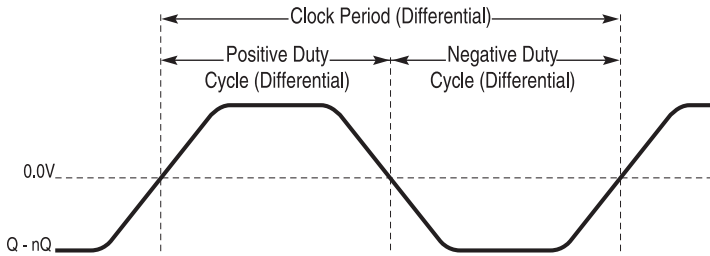 Clock Period (Differential)
Positive Duty
Cycle (Differential)
Negative Duty
Cycle (Differential)
0.0V
Q - nQ